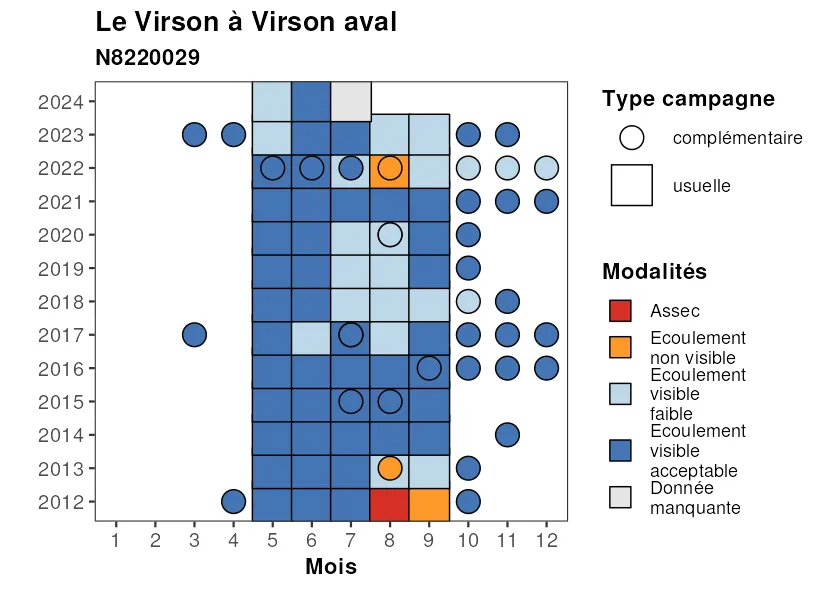 Le Virson à Virson aval
N8220029
2024
2023
2022
2021
2020
2019
2018
2017
2016
2015
2014
2013
2012
1 2 3 4 5 6 7 8 9 10 11 12
Mois
Type campagne
complémentaire
usuelle
Modalités
Assec
Ecoulement
non visible
Ecoulement
visible
faible
Ecoulement
visible
acceptable
Donnée
manquante